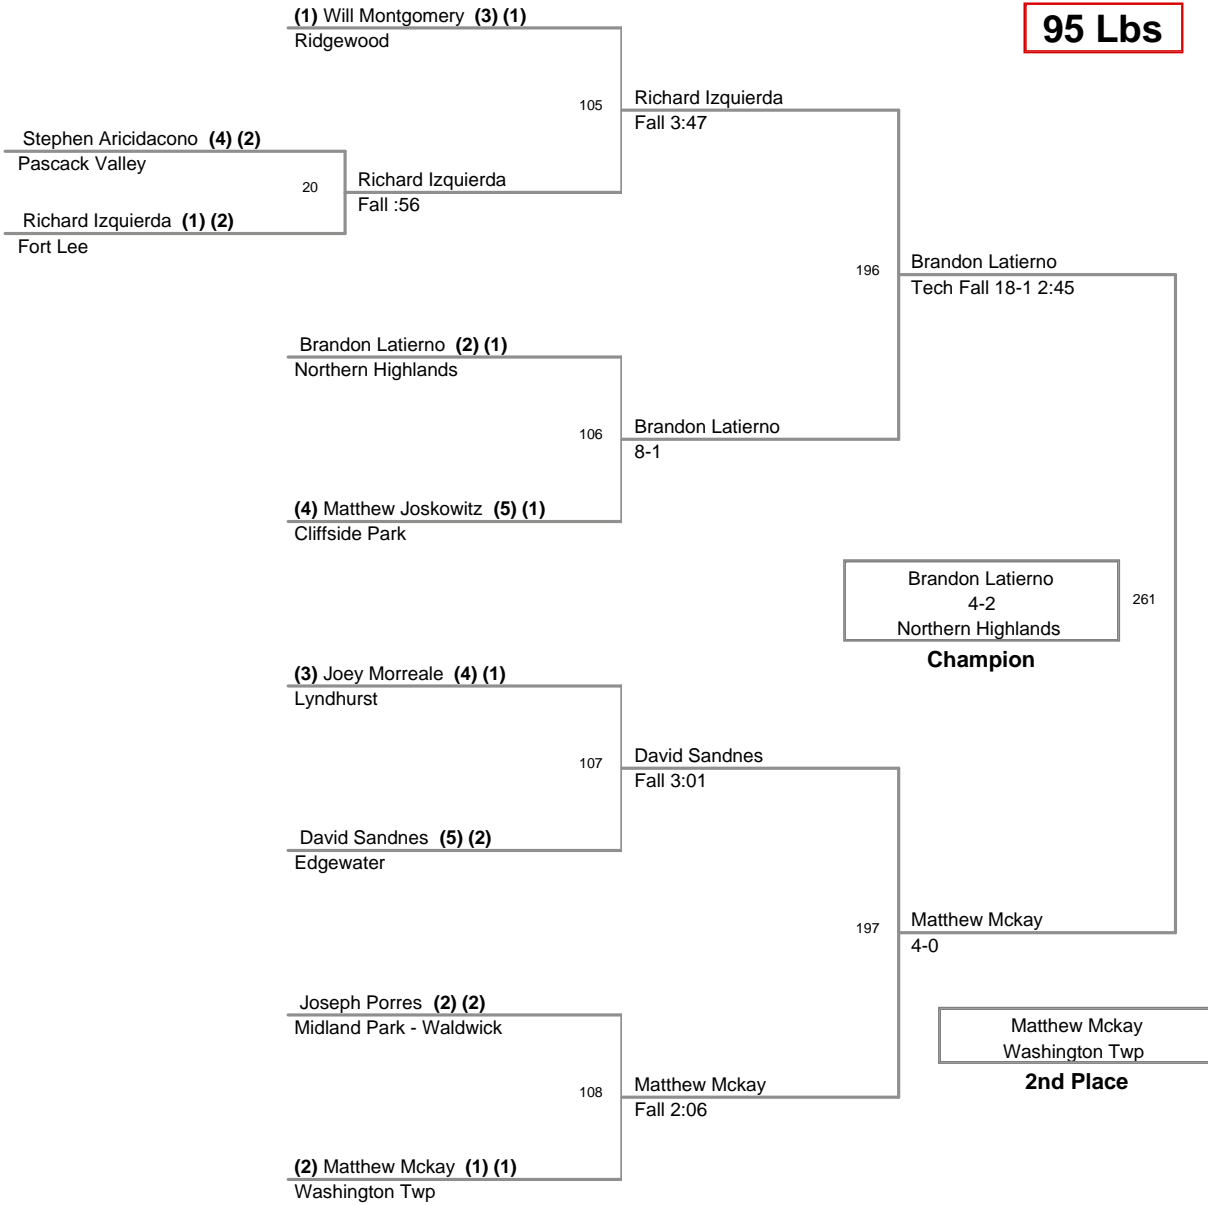 95 Lbs
(1) Will Montgomery (3) (1)
Ridgewood
105
Richard Izquierda
Fall 3:47
Stephen Aricidacono (4) (2)
Pascack Valley
20
Richard Izquierda
Fall :56
Richard Izquierda (1) (2)
Fort Lee
196
Brandon Latierno
Tech Fall 18-1 2:45
Brandon Latierno (2) (1)
Northern Highlands
106
Brandon Latierno
8-1
(4) Matthew Joskowitz (5) (1)
Cliffside Park
Brandon Latierno
4-2
Northern Highlands
Champion
261
(3) Joey Morreale (4) (1)
Lyndhurst
107
David Sandnes
Fall 3:01
David Sandnes (5) (2)
Edgewater
197
Matthew Mckay
4-0
Joseph Porres (2) (2)
Midland Park - Waldwick
Matthew Mckay
Washington Twp
2nd Place
108
Matthew Mckay
Fall 2:06
(2) Matthew Mckay (1) (1)
Washington Twp